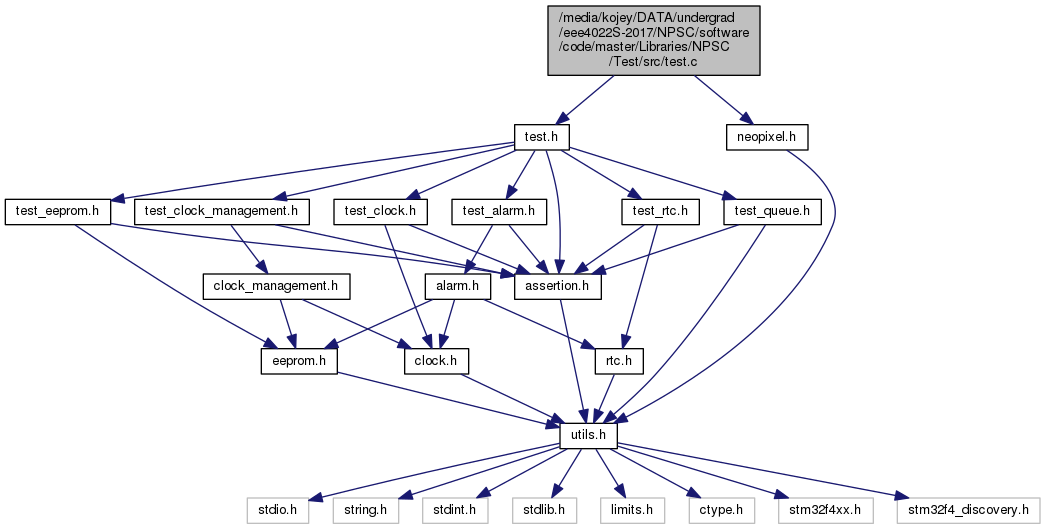 /media/kojey/DATA/undergrad
/eee4022S-2017/NPSC/software
/code/master/Libraries/NPSC
/Test/src/test.c
test.h
neopixel.h
test_eeprom.h
test_clock_management.h
test_clock.h
test_alarm.h
test_rtc.h
test_queue.h
clock_management.h
alarm.h
assertion.h
eeprom.h
clock.h
rtc.h
utils.h
stdio.h
string.h
stdint.h
stdlib.h
limits.h
ctype.h
stm32f4xx.h
stm32f4_discovery.h